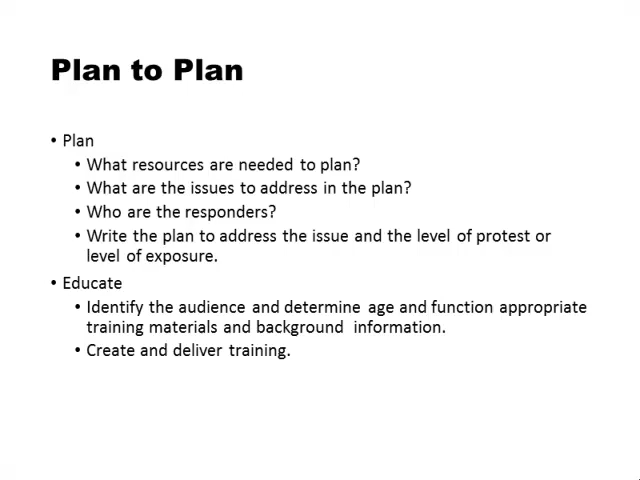 Plan to Plan
• Plan
• What resources are needed to plan?
• What are the issues to address in the plan?
• Who are the responders?
• Write the plan to address the issue and the level of protest or
level of exposure.
• Educate
• Identify the audience and determine age and function appropriate
training materials and background information.
• Create and deliver training.